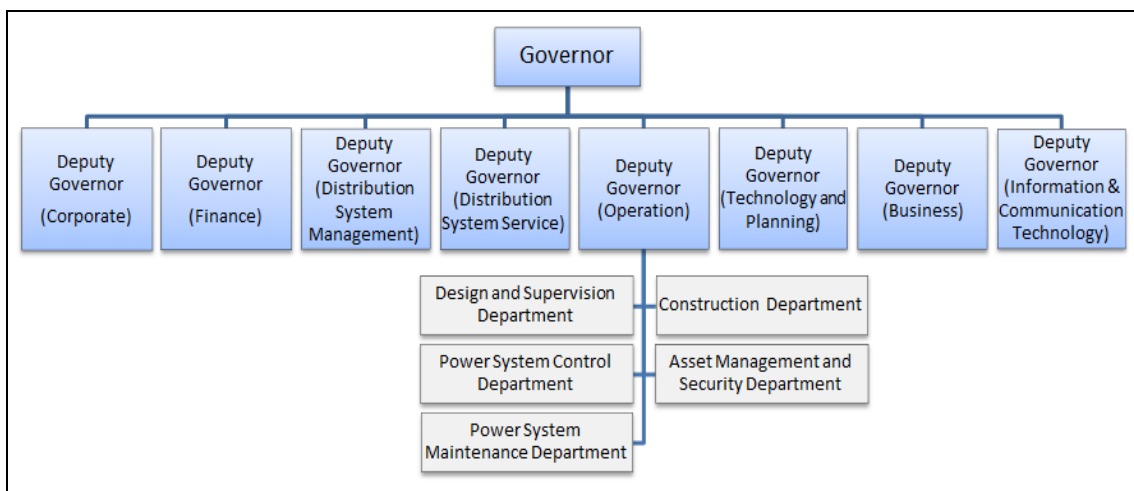 Governor
Deputy
Governor
(Corporate)
Deputy
Governor
(Finance)
Deputy
Governor
(Distribution
System
Management)
Deputy
Governor
(Distribution
System Service)
Deputy
Governor
(Operation)
Deputy
Governor
(Technology and
Planning)
Deputy
Governor
(Business)
Deputy
Governor
(Information &
Communication
Technology)
Design and Supervision
Department
Construction Department
Power System Control
Department
Asset Management and
Security Department
Power System
Maintenance Department